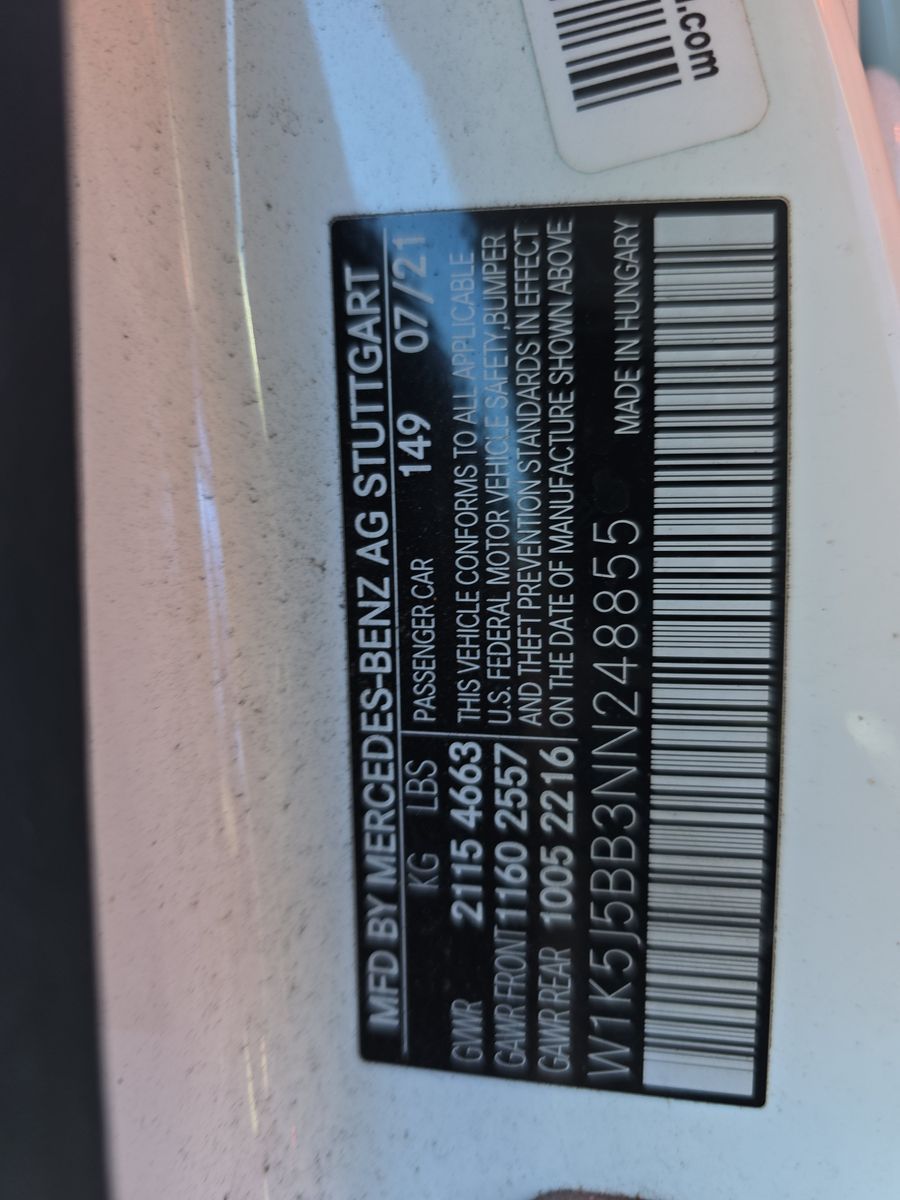 .com
MFD BY MERCEDES-BENZ AG STUTTGART
KG LBS PASSENGER CAR 149 07/21
GWR 2115 4663 THIS VEHICLE CONFORMS TO ALL APPLICABLE
GAWR FRONT 1160 2557 U.S. FEDERAL MOTOR VEHICLE SAFETY,BUMPER
GAWR REAR 1005 2216 AND THEFT PREVENTION STANDARDS IN EFFECT
ON THE DATE OF MANUFACTURE SHOWN ABOVE
W1K5J5BB3NN248855 MADE IN HUNGARY